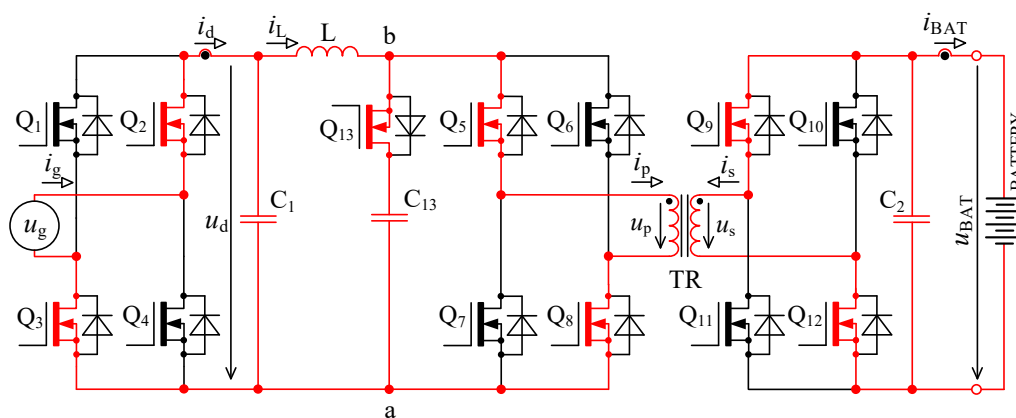 i_d
i_L
L
b
i_BAT
Q_1
Q_2
Q_13
Q_5
Q_6
Q_9
Q_10
i_g
i_p
i_s
BATTERY
u_g
u_d
C_1
C_13
u_p
u_s
C_2
u_BAT
TR
Q_3
Q_4
Q_7
Q_8
Q_11
Q_12
a